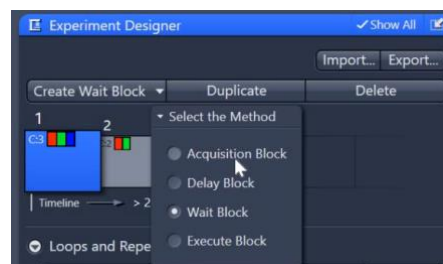 Experiment Designer
Show All
Import... Export...
Create Wait Block Duplicate Delete
1 2
Select the Method
C:3
Acquisition Block
Delay Block
Timeline > 2
Wait Block
Loops and Repe
Execute Block